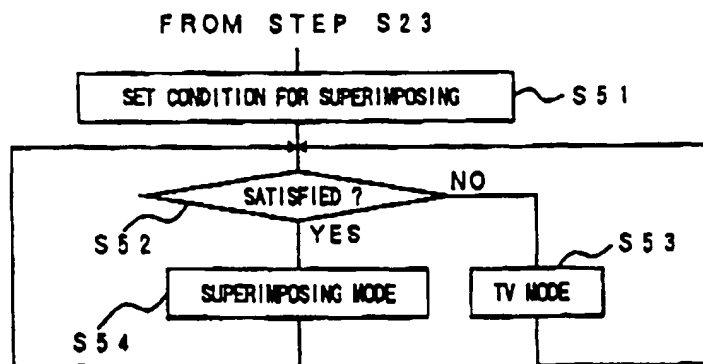 FROM STEP S23
SET CONDITION FOR SUPERIMPOSING
S51
SATISFIED ?
NO
S52
YES
S53
SUPERIMPOSING MODE
TV MODE
S54